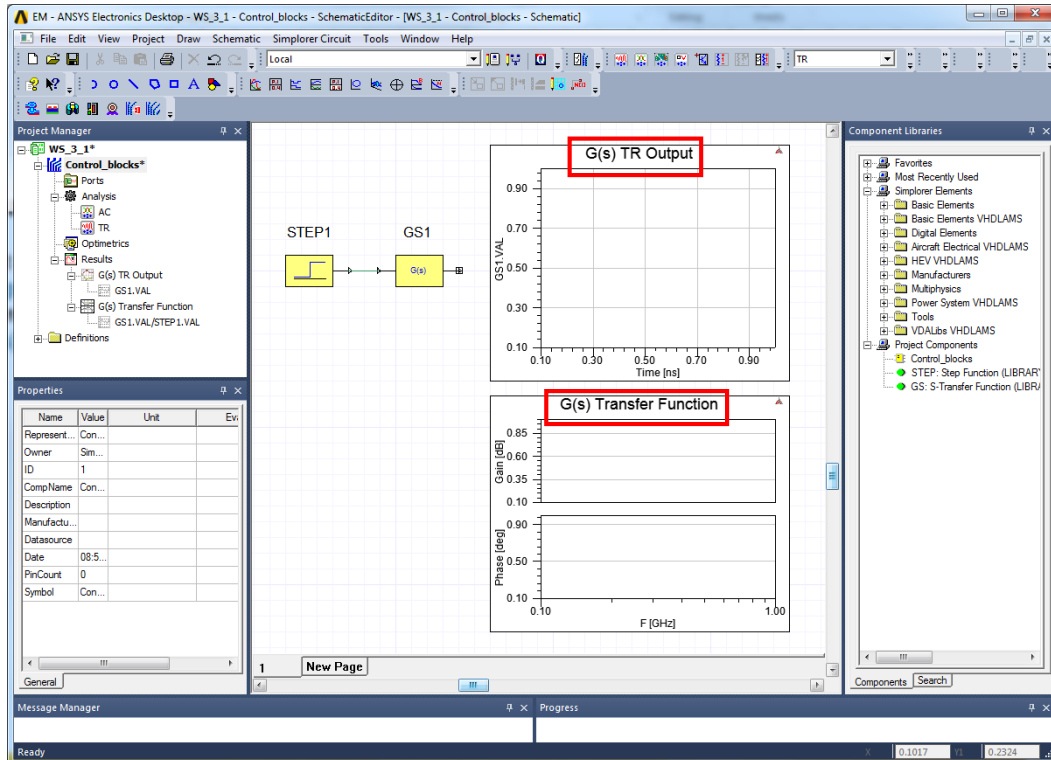 EM - ANSYS Electronics Desktop - WS_3_1 - Control_blocks - SchematicEditor - [WS_3_1 - Control_blocks - Schematic]
File Edit View Project Draw Schematic Simplorer Circuit Tools Window Help
Local
TR
Project Manager
WS_3_1*
Control_blocks*
Ports
Analysis
AC
TR
Optimetrics
Results
G(s) TR Output
GS1.VAL
G(s) Transfer Function
GS1.VAL/STEP1.VAL
Definitions
Properties
Name Value Unit Ev
Represent... Con...
Owner Sim...
ID 1
CompName Con...
Description
Manufactu...
Datasource
Date 08:5...
PinCount 0
Symbol Con...
General
STEP1 GS1
G(s)
G(s) TR Output
GS1.VAL
0.90
0.70
0.50
0.30
0.10
0.10 0.30 0.50 0.70 0.90
Time [ns]
G(s) Transfer Function
Gain [dB]
0.85
0.60
0.35
0.10
Phase [deg]
0.90
0.50
0.10
0.10 1.00
F [GHz]
1 New Page
Component Libraries
Favorites
Most Recently Used
Simplorer Elements
Basic Elements
Basic Elements VHDLAMS
Digital Elements
Aircraft Electrical VHDLAMS
HEV VHDLAMS
Manufacturers
Multiphysics
Power System VHDLAMS
Tools
VDALibs VHDLAMS
Project Components
Control_blocks
STEP: Step Function (LIBRAR
GS: S-Transfer Function (LIBR
Components Search
Message Manager
Progress
Ready
X 0.1017 Y1 0.2324